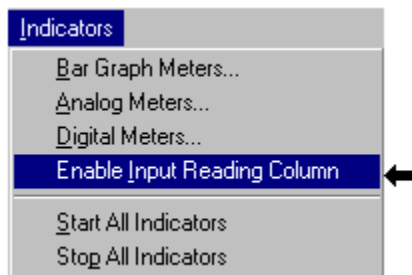 Indicators
Bar Graph Meters...
Analog Meters...
Digital Meters...
Enable Input Reading Column
Start All Indicators
Stop All Indicators